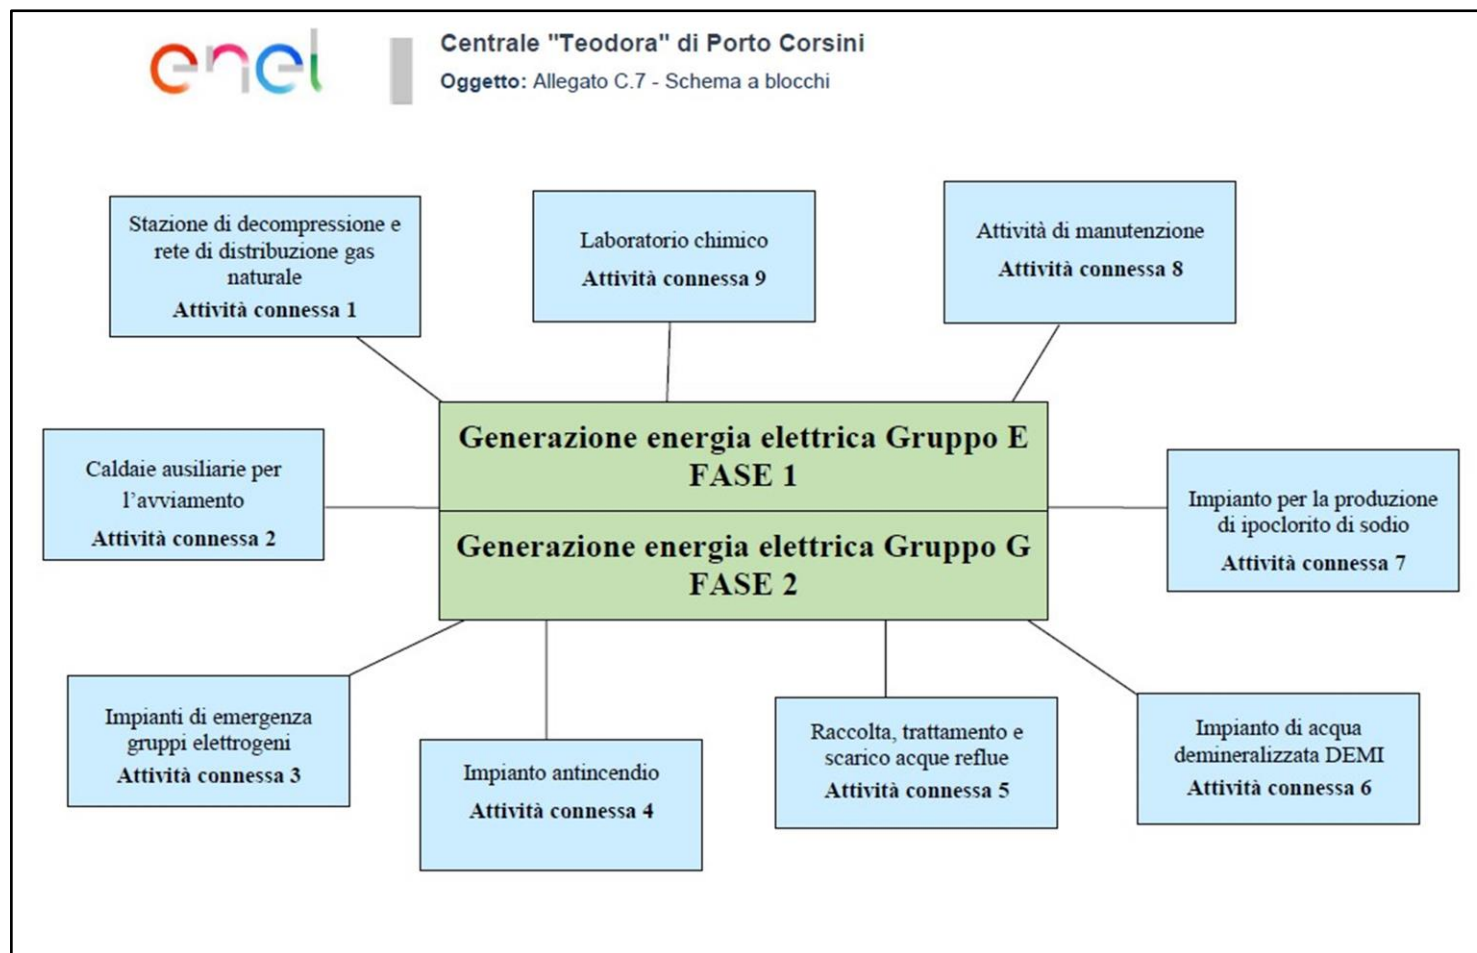 enel
Centrale "Teodora" di Porto Corsini
Oggetto: Allegato C.7 - Schema a blocchi
Stazione di decompressione e
rete di distribuzione gas
naturale
Attività connessa 1
Laboratorio chimico
Attività connessa 9
Attività di manutenzione
Attività connessa 8
Generazione energia elettrica Gruppo E
FASE 1
Generazione energia elettrica Gruppo G
FASE 2
Caldaie ausiliarie per
l’avviamento
Attività connessa 2
Impianto per la produzione
di ipoclorito di sodio
Attività connessa 7
Impianti di emergenza
gruppi elettrogeni
Attività connessa 3
Impianto antincendio
Attività connessa 4
Raccolta, trattamento e
scarico acque reflue
Attività connessa 5
Impianto di acqua
demineralizzata DEMI
Attività connessa 6